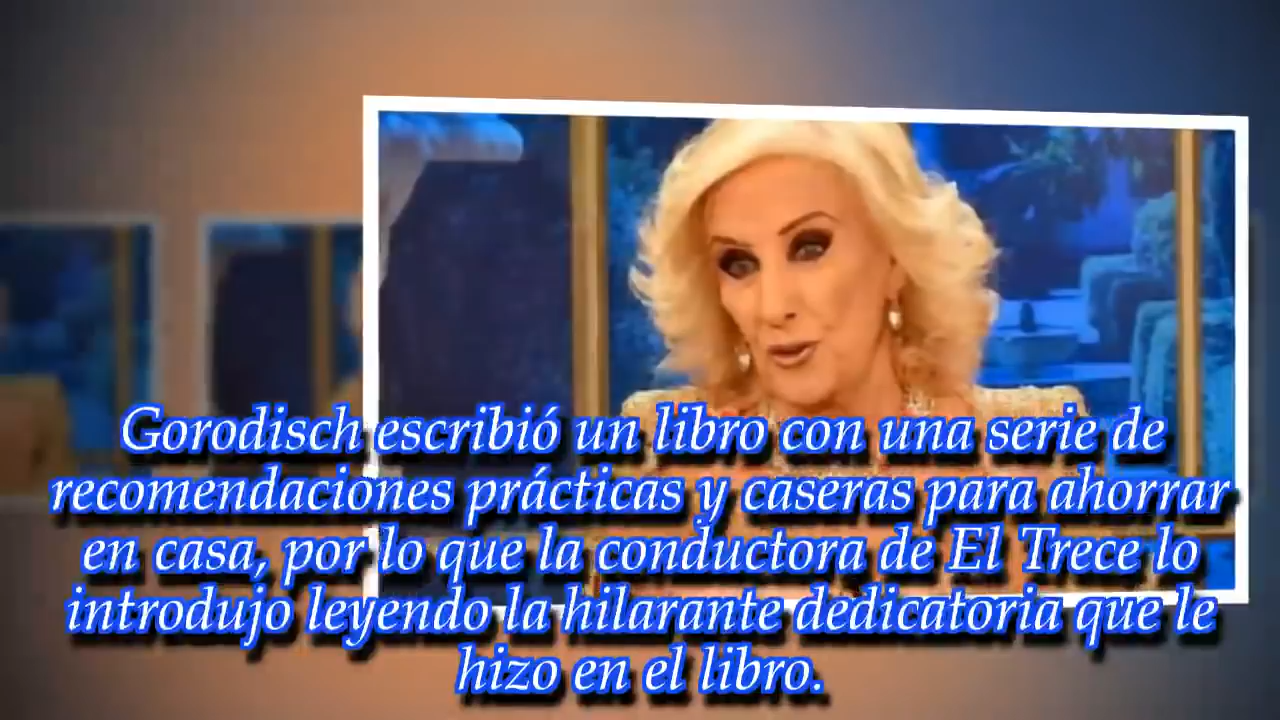 Gorodisch escribió un libro con una serie de
recomendaciones prácticas y caseras para ahorrar
en casa, por lo que la conductora de El Trece lo
introdujo leyendo la hilarante dedicatoria que le
hizo en el libro.